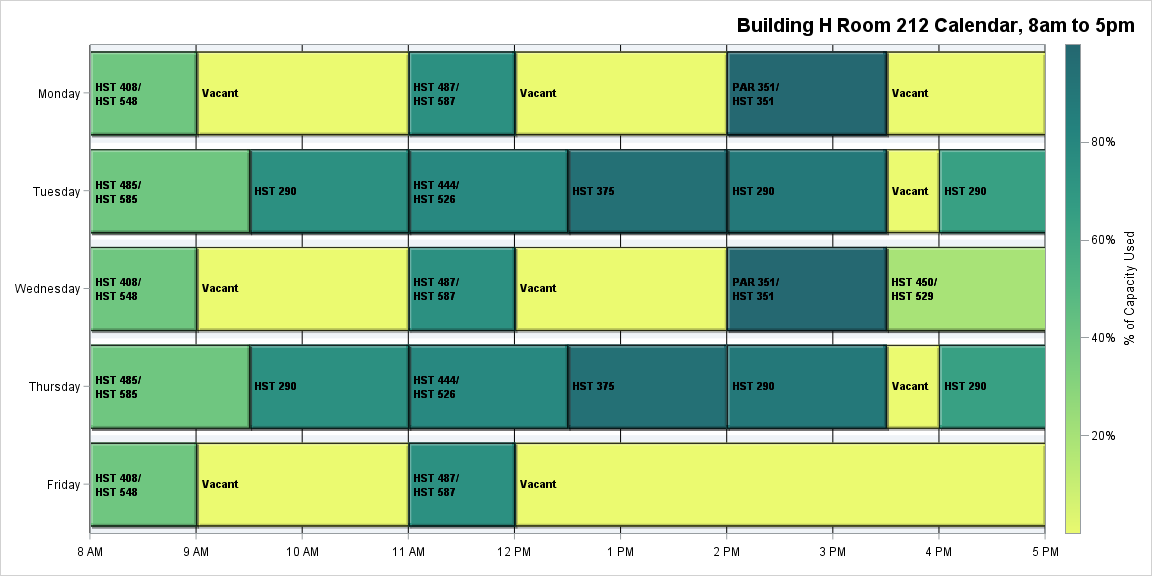 Building H Room 212 Calendar, 8am to 5pm
Monday
HST 408/
HST 548
Vacant
HST 487/
HST 587
Vacant
PAR 351/
HST 351
Vacant
Tuesday
HST 485/
HST 585
HST 290
HST 444/
HST 526
HST 375
HST 290
Vacant
HST 290
Wednesday
HST 408/
HST 548
Vacant
HST 487/
HST 587
Vacant
PAR 351/
HST 351
HST 450/
HST 529
Thursday
HST 485/
HST 585
HST 290
HST 444/
HST 526
HST 375
HST 290
Vacant
HST 290
Friday
HST 408/
HST 548
Vacant
HST 487/
HST 587
Vacant
8 AM
9 AM
10 AM
11 AM
12 PM
1 PM
2 PM
3 PM
4 PM
5 PM
80%
60%
40%
20%
% of Capacity Used